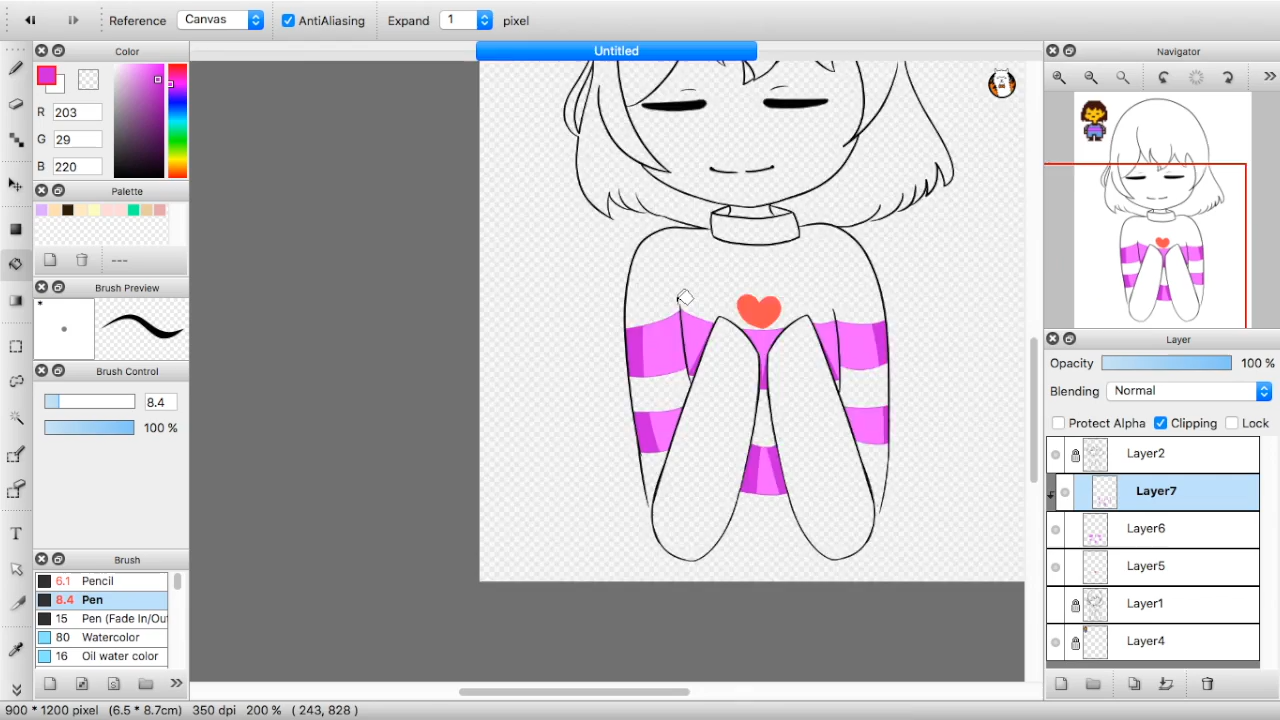 Reference Canvas AntiAliasing Expand 1 pixel
Color
Untitled
Navigator
R 203
G 29
B 220
Palette
---
Brush Preview
*
Layer
Opacity 100 %
Brush Control
Blending Normal
8.4
Protect Alpha Clipping Lock
100 %
Layer2
Layer7
Layer6
Brush
Layer5
6.1 Pencil
8.4 Pen
Layer1
15 Pen (Fade In/Ou
80 Watercolor
Layer4
16 Oil water color
900 * 1200 pixel (6.5 * 8.7cm) 350 dpi 200 % ( 243, 828 )